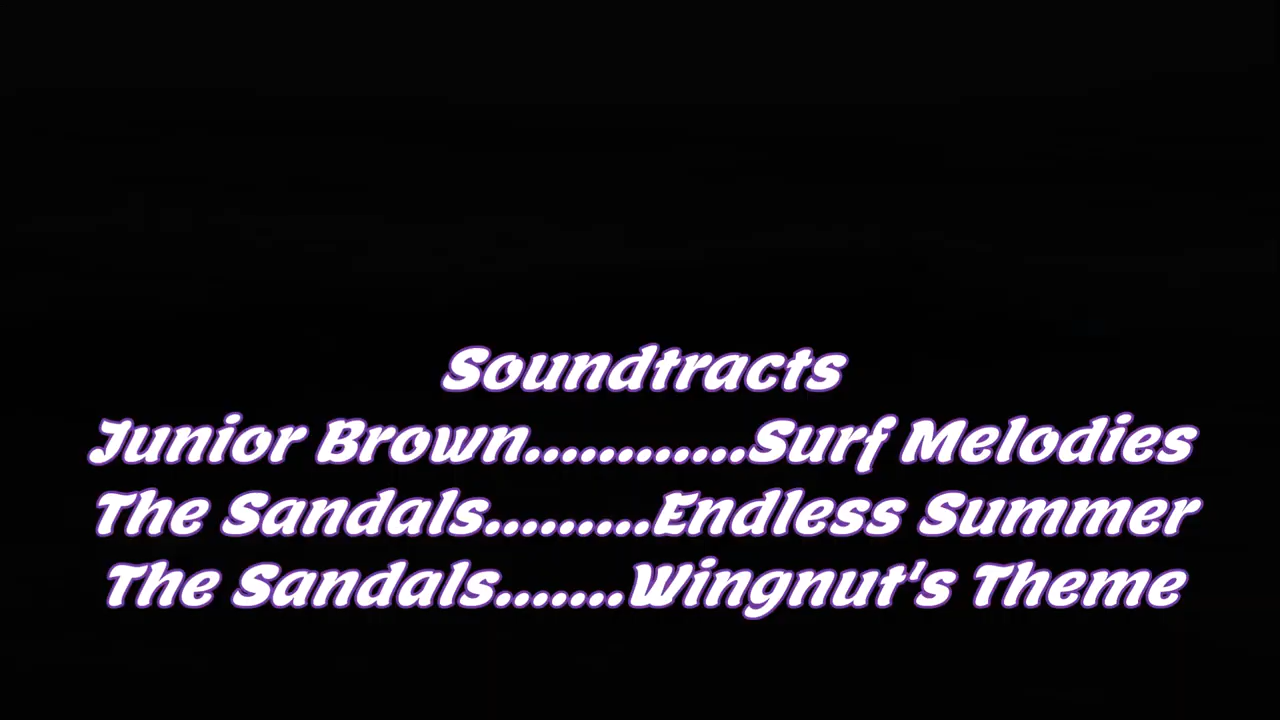 Soundtracts
Junior Brown............Surf Melodies
The Sandals.........Endless Summer
The Sandals.......Wingnut's Theme